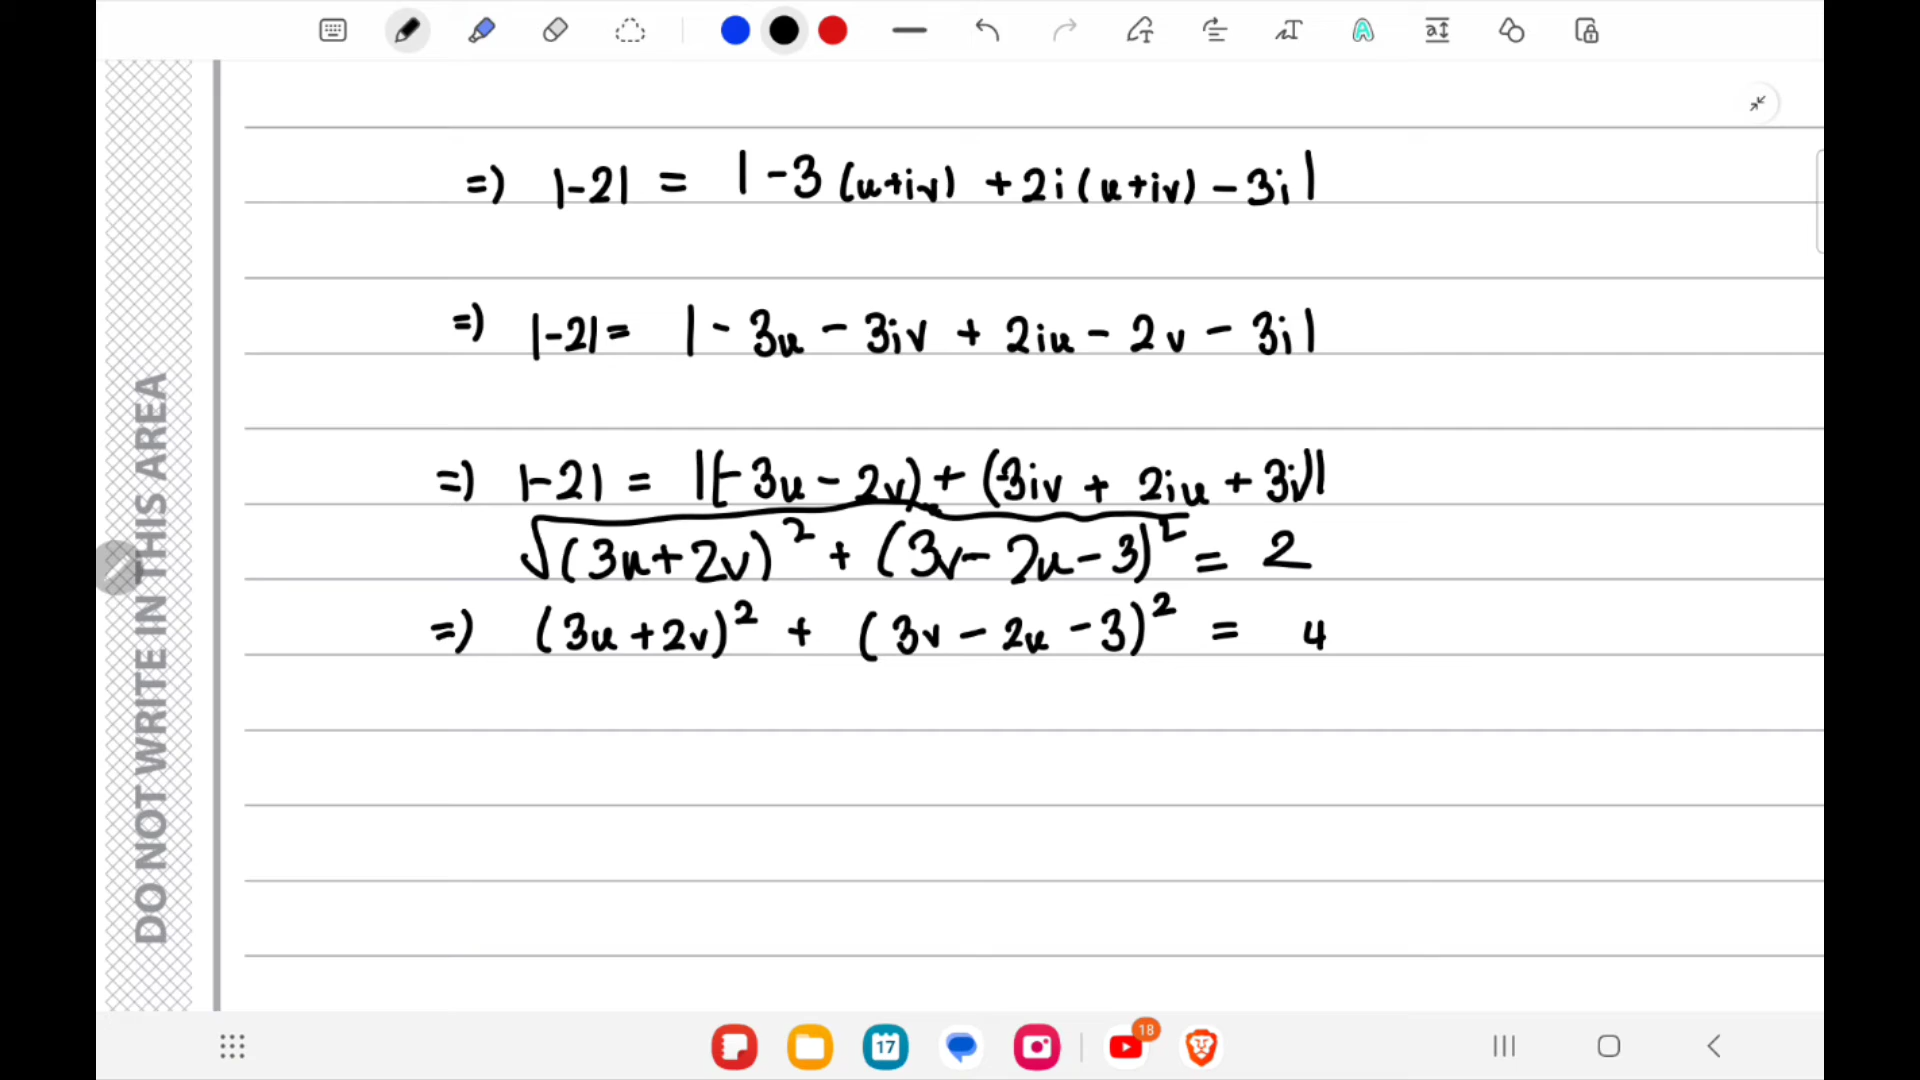 =) |-2| = |-3(u+iv) +2i(u+iv) -3i|
=) |-2| = |-3u - 3iv + 2iu - 2v - 3i|
=) |-2| = |(-3u - 2v) + (3iv + 2iu + 3i)|
√(3u+2v)² + (3v - 2u - 3)² = 2
=) (3u+2v)² + (3v - 2u - 3)² = 4
DO NOT WRITE IN THIS AREA
17
18